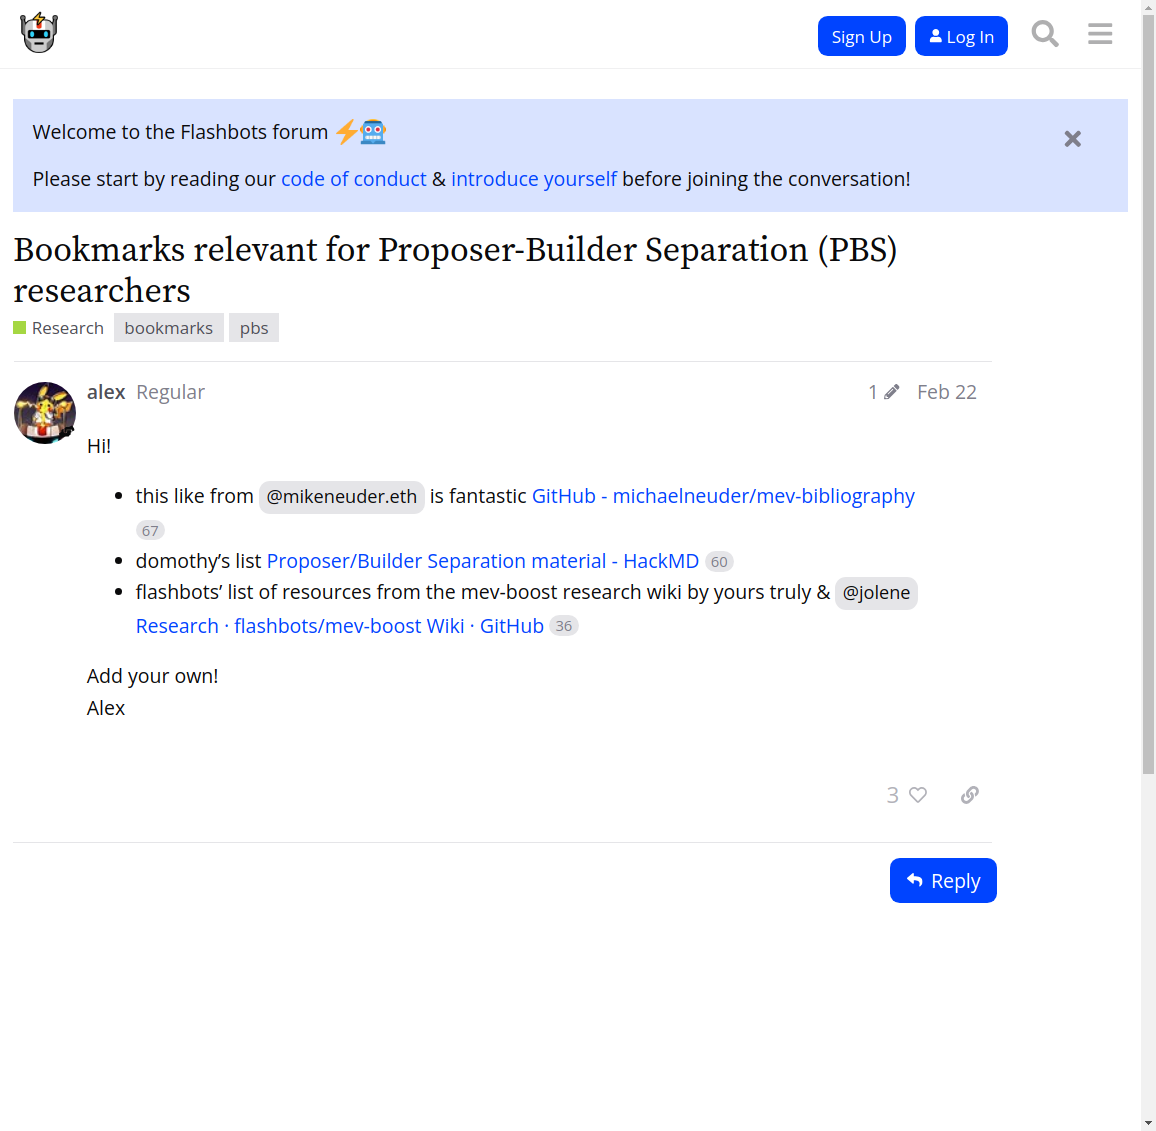 Sign Up
Log In
Welcome to the Flashbots forum
Please start by reading our code of conduct & introduce yourself before joining the conversation!
Bookmarks relevant for Proposer-Builder Separation (PBS)
researchers
Research bookmarks pbs
alex Regular 1 Feb 22
Hi!
this like from @mikeneuder.eth is fantastic GitHub - michaelneuder/mev-bibliography
67
domothy’s list Proposer/Builder Separation material - HackMD 60
flashbots’ list of resources from the mev-boost research wiki by yours truly & @jolene
Research · flashbots/mev-boost Wiki · GitHub 36
Add your own!
Alex
3
Reply